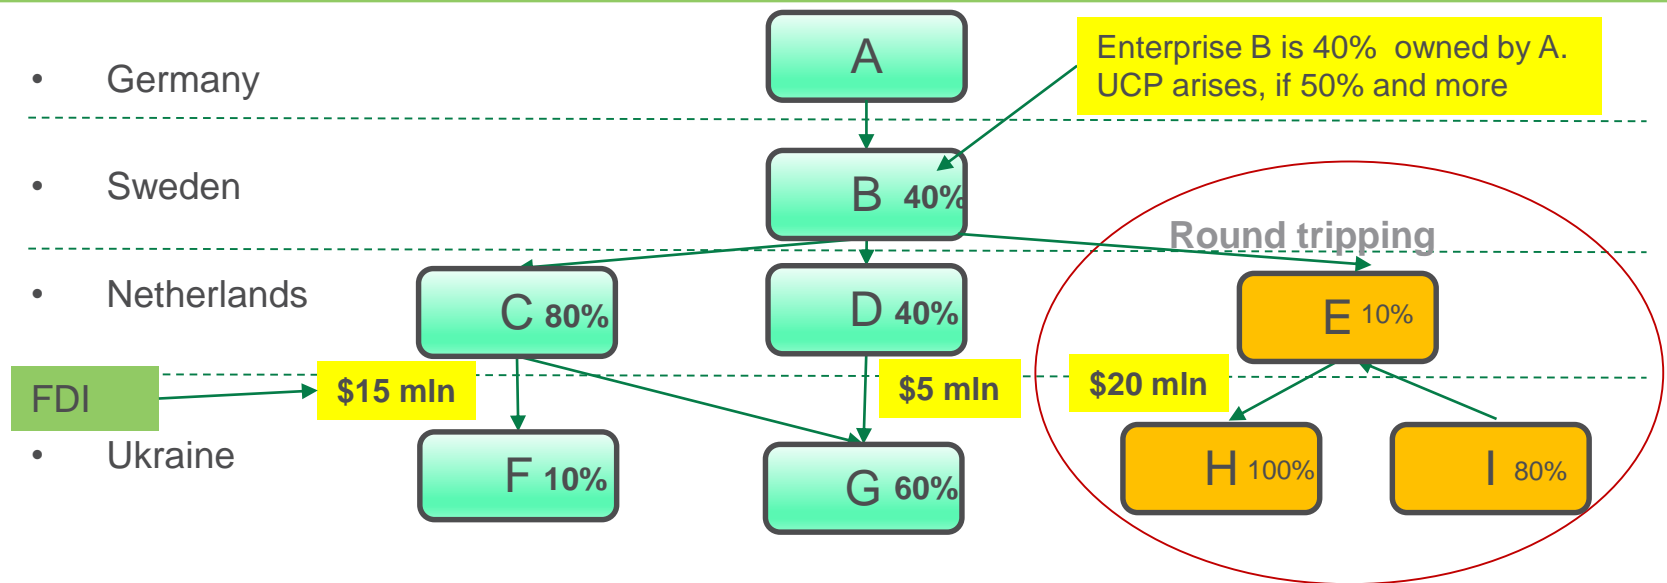 A
Enterprise B is 40% owned by A.
UCP arises, if 50% and more
• Germany
• Sweden
B 40%
Round tripping
• Netherlands
C 80%
D 40%
E 10%
FDI
$15 mln
$5 mln
$20 mln
• Ukraine
F 10%
G 60%
H 100%
I 80%